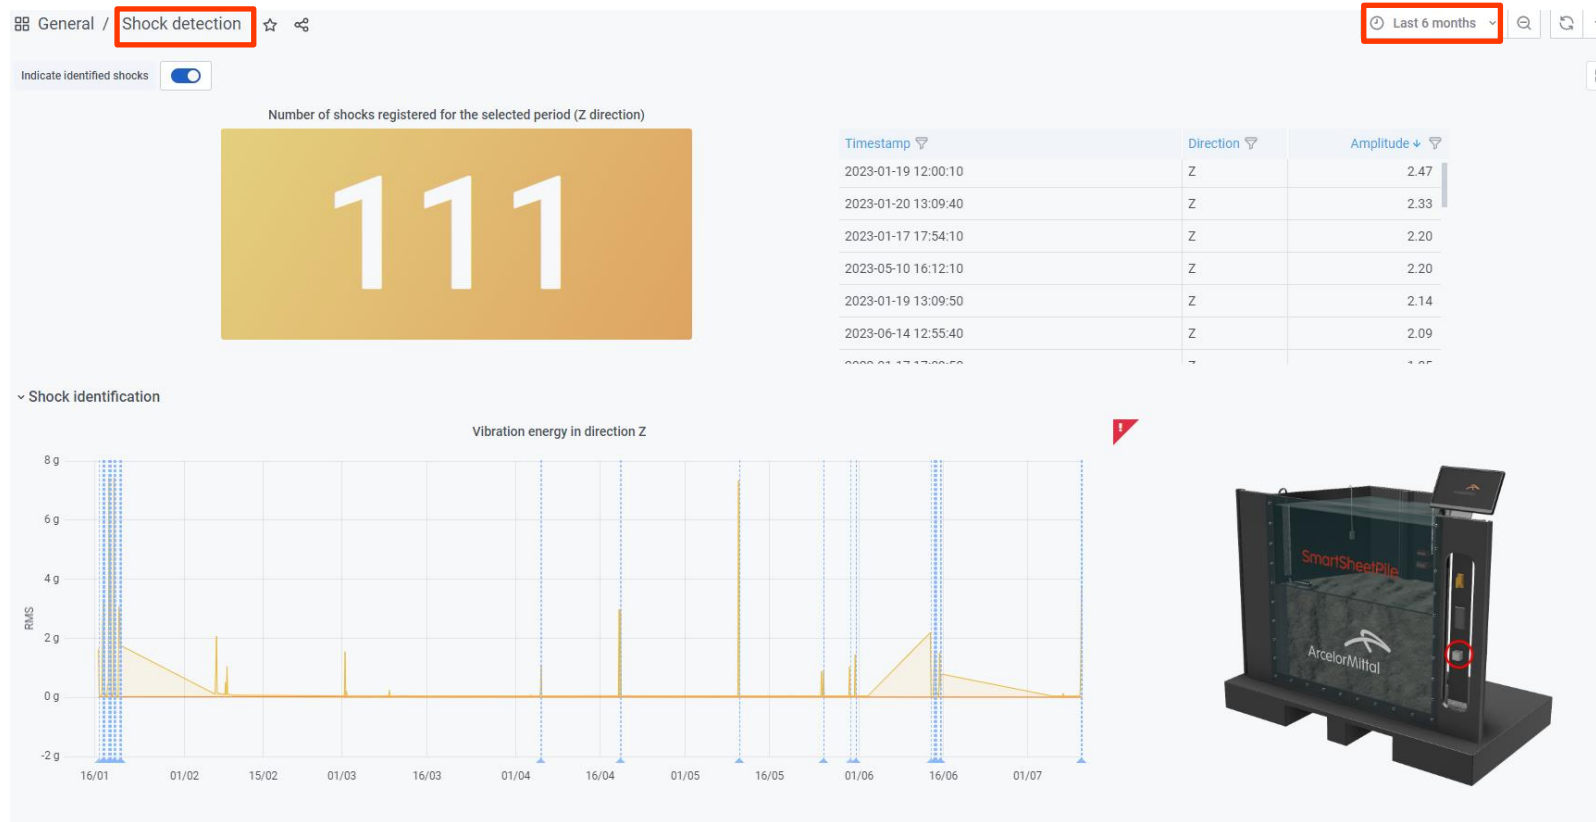 General / Shock detection
Last 6 months
Indicate identified shocks
Number of shocks registered for the selected period (Z direction)
111
Timestamp Direction Amplitude
2023-01-19 12:00:10 Z 2.47
2023-01-20 13:09:40 Z 2.33
2023-01-17 17:54:10 Z 2.20
2023-05-10 16:12:10 Z 2.20
2023-01-19 13:09:50 Z 2.14
2023-06-14 12:55:40 Z 2.09
Shock identification
Vibration energy in direction Z
!
8 g
6 g
4 g
2 g
0 g
-2 g
RMS
16/01 01/02 15/02 01/03 16/03 01/04 16/04 01/05 16/05 01/06 16/06 01/07
SmartSheetPile
ArcelorMittal